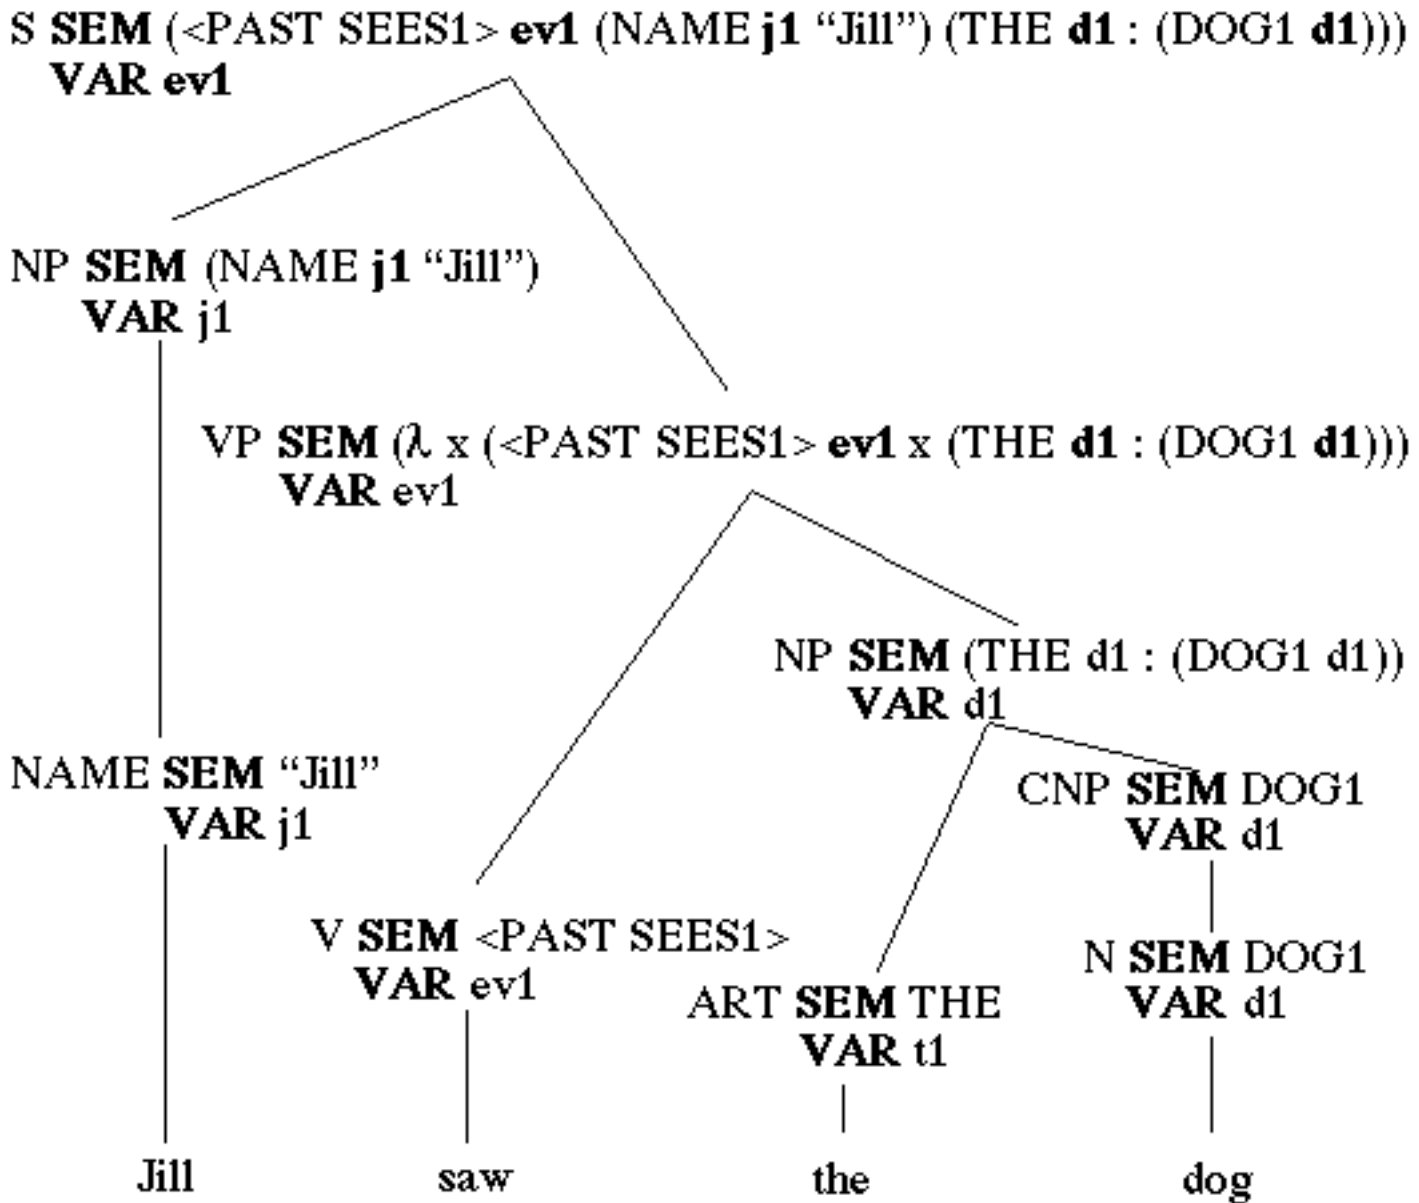 S SEM (<PAST SEES1> ev1 (NAME j1 “Jill”) (THE d1 : (DOG1 d1)))
VAR ev1
NP SEM (NAME j1 “Jill”)
VAR j1
VP SEM (λ x (<PAST SEES1> ev1 x (THE d1 : (DOG1 d1)))
VAR ev1
NP SEM (THE d1 : (DOG1 d1))
VAR d1
NAME SEM “Jill”
VAR j1
CNP SEM DOG1
VAR d1
V SEM <PAST SEES1>
VAR ev1
N SEM DOG1
VAR d1
ART SEM THE
VAR t1
Jill saw the dog